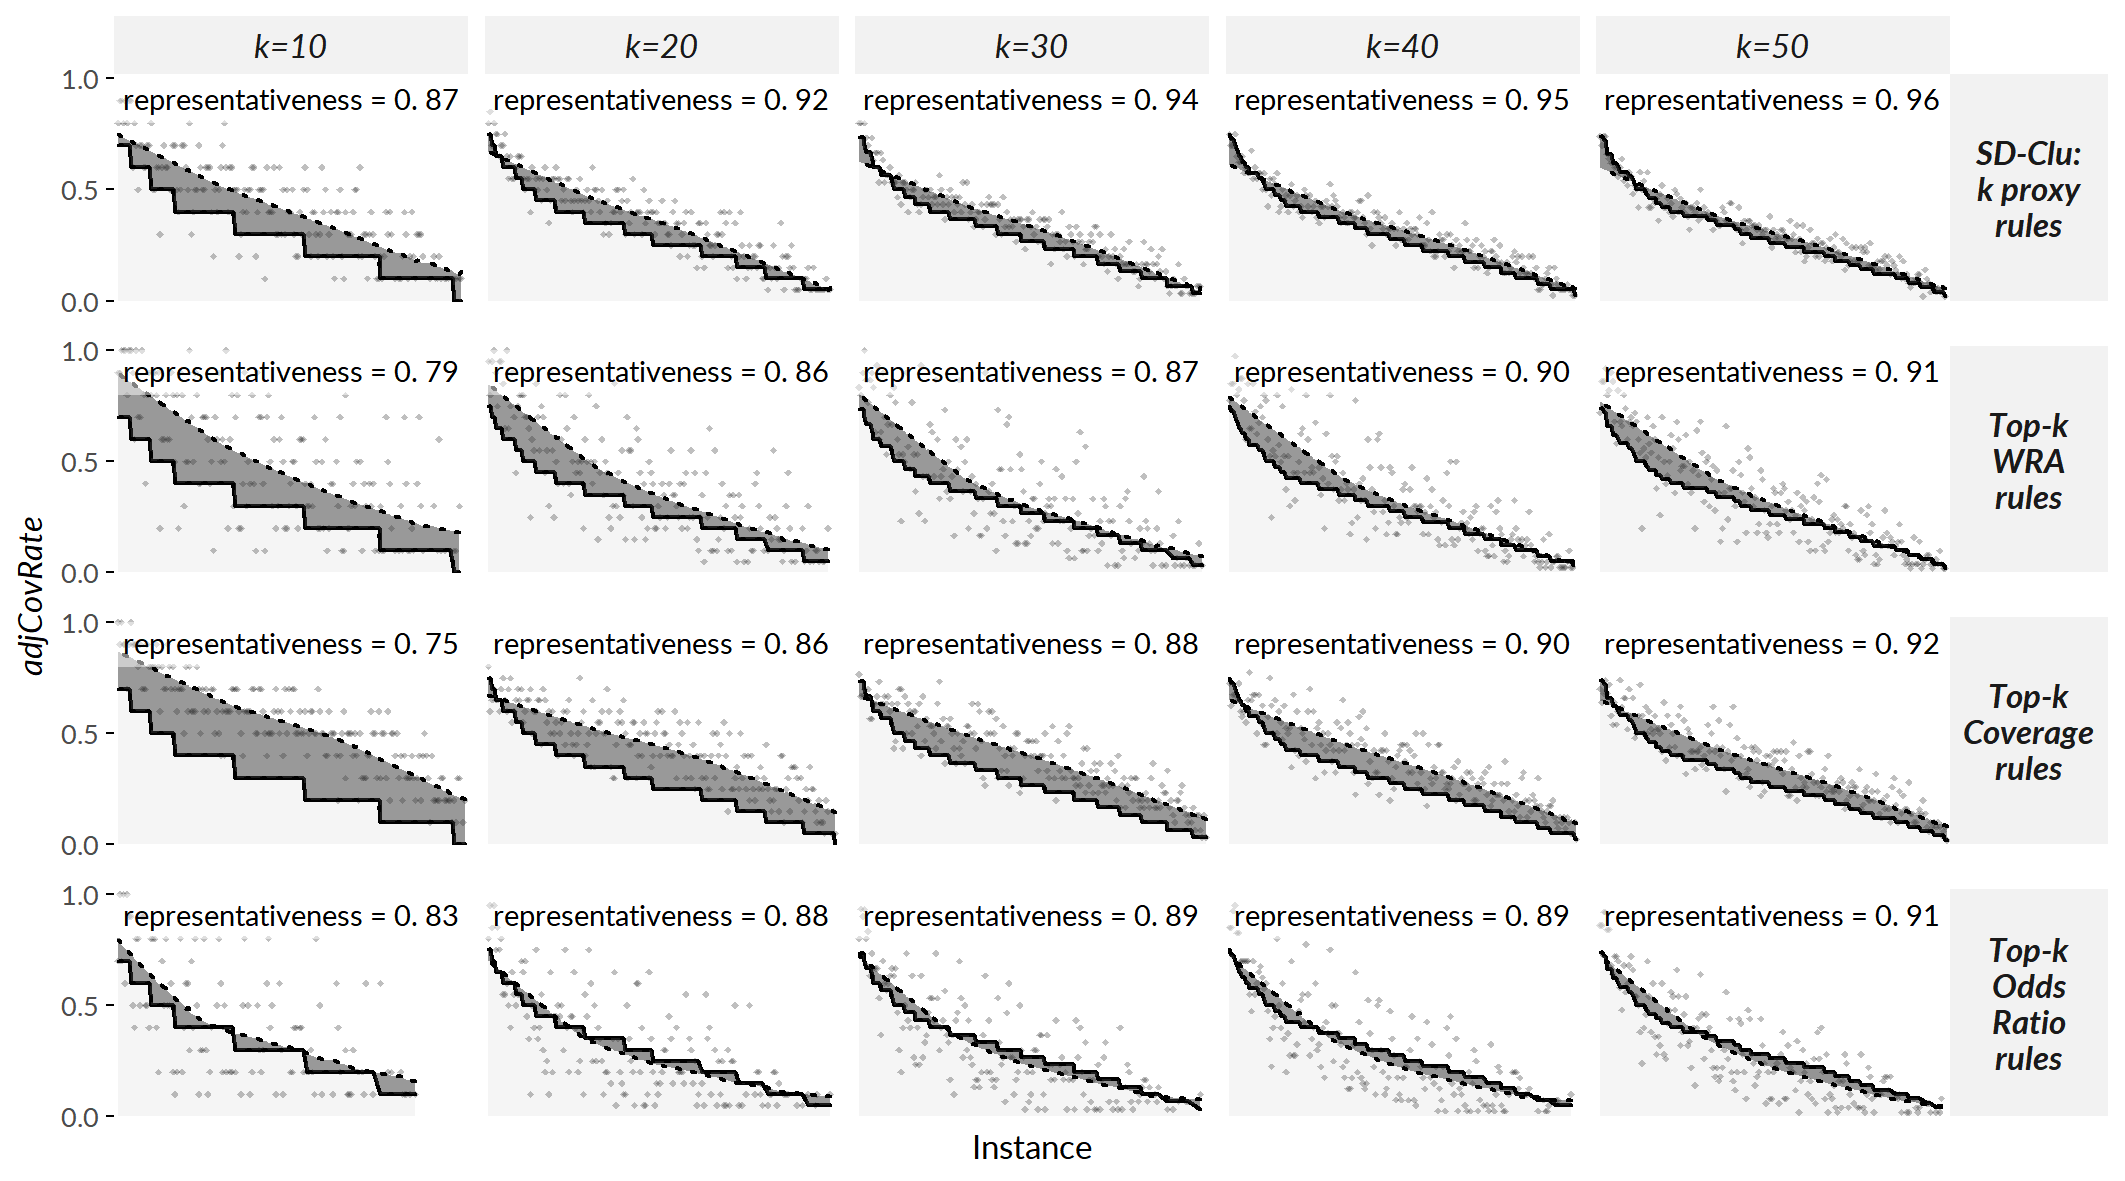 k=10
k=20
k=30
k=40
k=50
1.0
0.5
0.0
representativeness = 0. 87
representativeness = 0. 92
representativeness = 0. 94
representativeness = 0. 95
representativeness = 0. 96
SD-Clu:
k proxy
rules
1.0
0.5
0.0
representativeness = 0. 79
representativeness = 0. 86
representativeness = 0. 87
representativeness = 0. 90
representativeness = 0. 91
Top-k
WRA
rules
adjCovRate
1.0
0.5
0.0
representativeness = 0. 75
representativeness = 0. 86
representativeness = 0. 88
representativeness = 0. 90
representativeness = 0. 92
Top-k
Coverage
rules
1.0
0.5
0.0
representativeness = 0. 83
representativeness = 0. 88
representativeness = 0. 89
representativeness = 0. 89
representativeness = 0. 91
Top-k
Odds
Ratio
rules
Instance